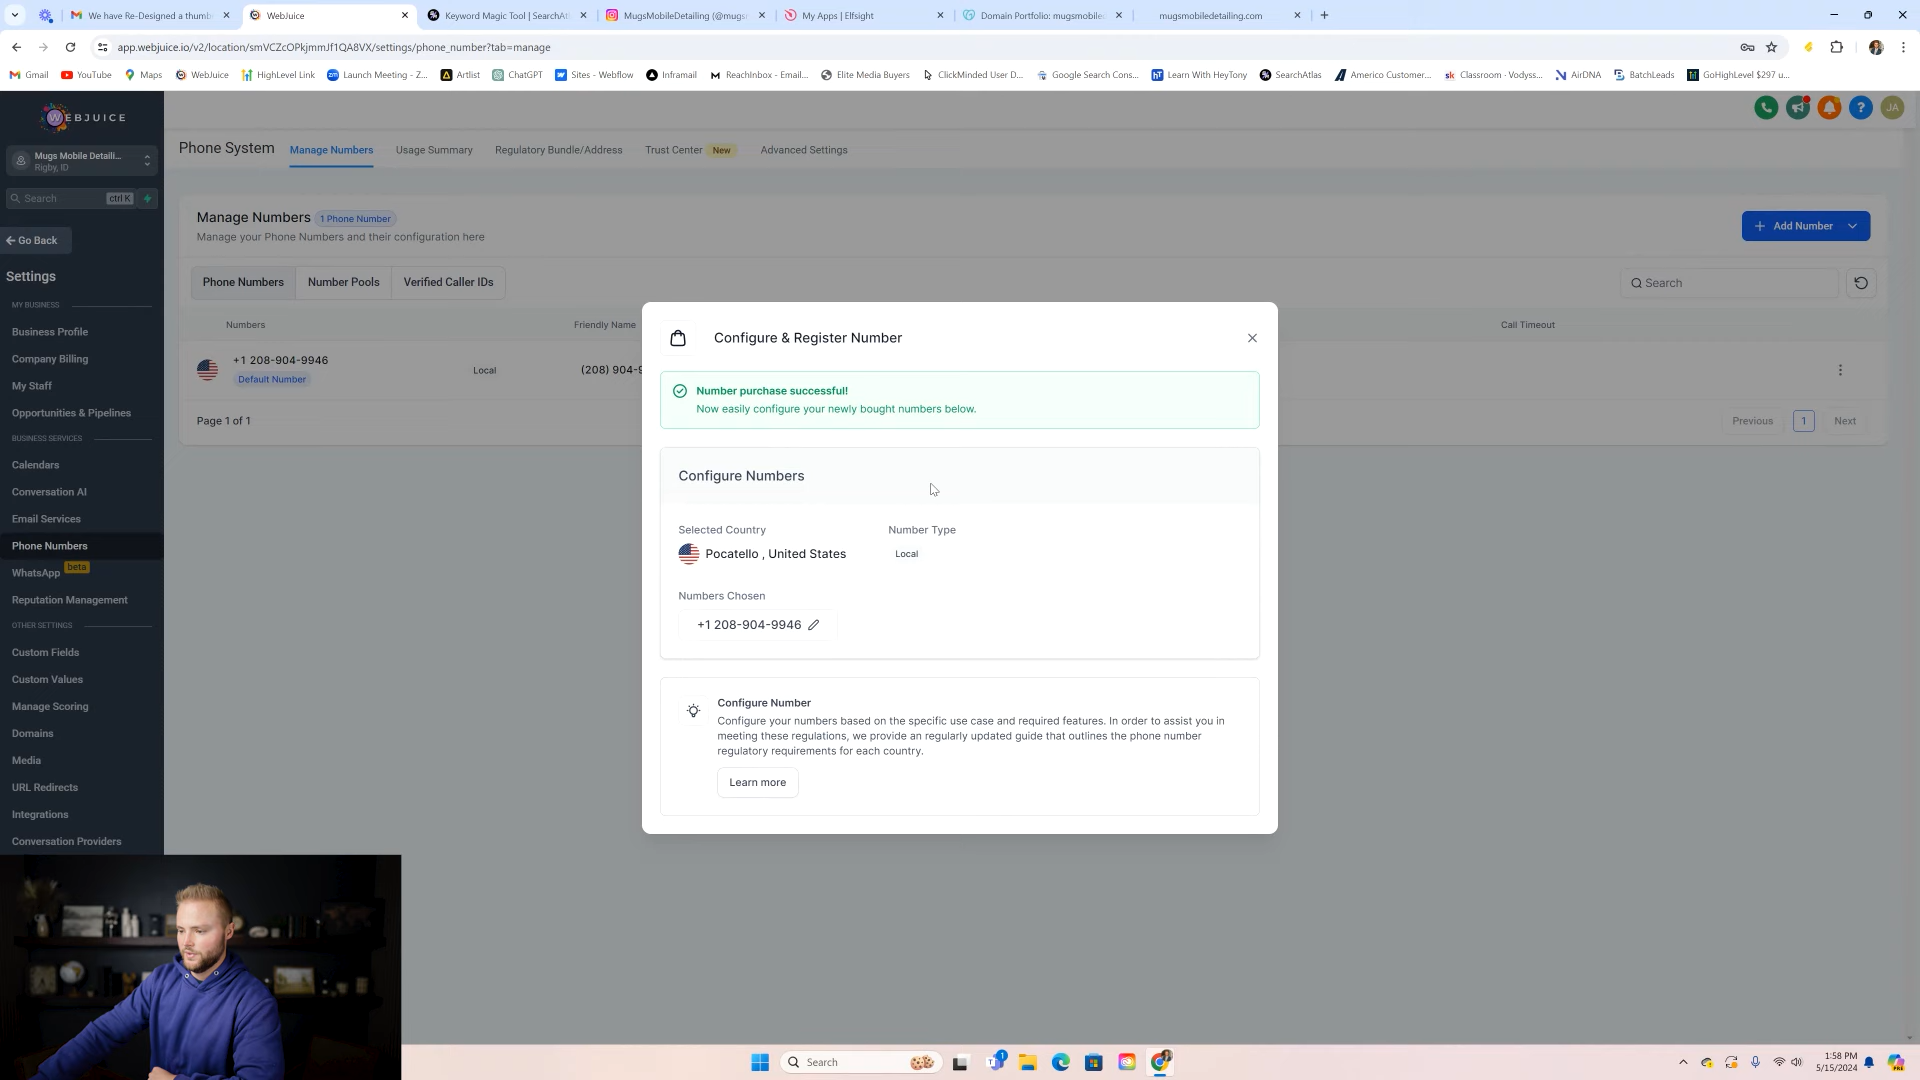 We have Re-Designed a thumb
WebJuice
Keyword Magic Tool | SearchAt
MugsMobileDetailing (@mugs
My Apps | Elfsight
Domain Portfolio: mugsmobile
mugsmobiledetailing.com
app.webjuice.io/v2/location/smVCZcOPkjmmJf1QA8VX/settings/phone_number?tab=manage
Gmail
YouTube
Maps
WebJuice
HighLevel Link
Launch Meeting - Z...
Artlist
ChatGPT
Sites - Webflow
Inframail
ReachInbox - Email...
Elite Media Buyers
ClickMinded User D...
Google Search Cons...
Learn With HeyTony
SearchAtlas
Americo Customer...
Classroom · Vodyss...
AirDNA
BatchLeads
GoHighLevel $297 u...
WEBJUICE
JA
Mugs Mobile Detaili...
Rigby, ID
Search
ctrl K
Go Back
Settings
MY BUSINESS
Business Profile
Company Billing
My Staff
Opportunities & Pipelines
BUSINESS SERVICES
Calendars
Conversation AI
Email Services
Phone Numbers
WhatsApp beta
Reputation Management
OTHER SETTINGS
Custom Fields
Custom Values
Manage Scoring
Domains
Media
URL Redirects
Integrations
Conversation Providers
Phone System
Manage Numbers
Usage Summary
Regulatory Bundle/Address
Trust Center New
Advanced Settings
Manage Numbers 1 Phone Number
Manage your Phone Numbers and their configuration here
+ Add Number
Phone Numbers
Number Pools
Verified Caller IDs
Search
Numbers
Friendly Name
Call Timeout
+1 208-904-9946
Default Number
Local
(208) 904-9
Page 1 of 1
Previous
1
Next
Configure & Register Number
Number purchase successful!
Now easily configure your newly bought numbers below.
Configure Numbers
Selected Country
Number Type
Pocatello , United States
Local
Numbers Chosen
+1 208-904-9946
Configure Number
Configure your numbers based on the specific use case and required features. In order to assist you in
meeting these regulations, we provide an regularly updated guide that outlines the phone number
regulatory requirements for each country.
Learn more
Search
1
1:58 PM
5/15/2024